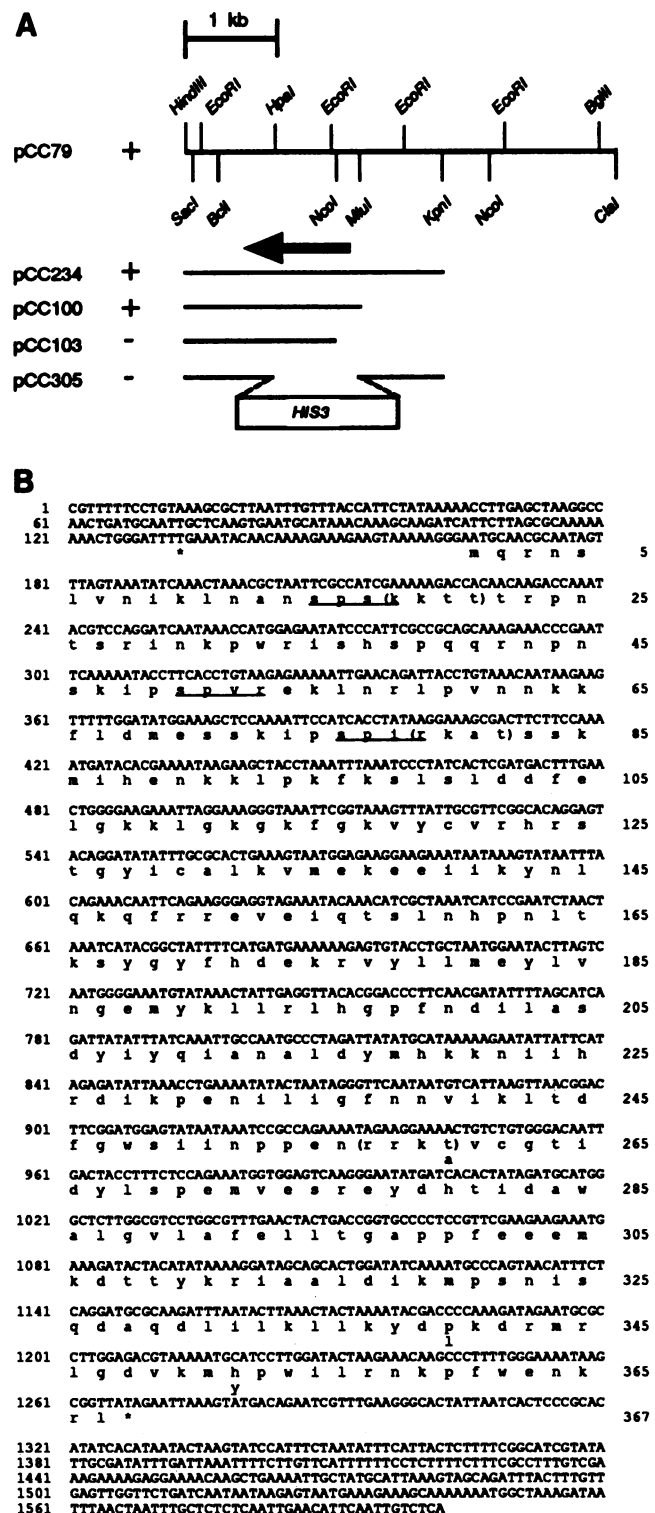 A
1 kb
HindIII EcoRI HpaI EcoRI EcoRI EcoRI BglII
pCC79 +
SacI BclI NcoI MluI KpnI NcoI ClaI
pCC234 +
pCC100 +
pCC103 -
pCC305 -
HIS3
B
1 CGTTTTTCCTGTAAAGCGCTTAATTTGTTTACCATTCTATAAAAACCTTGAGCTAAGGCC
61 AACTGATGCAATTGCTCAAGTGAATGCATAAACAAAGCAAGATCATTCTTAGCGCAAAAA
121 AAACTGGGATTTTGAAATACAACAAAAGAAAGAAGTAAAAAGGGAATGCAACGCAATAGT
* m q r n s 5
181 TTAGTAAATATCAAACTAAACGCTAATTCGCCATCGAAAAAGACCACAACAAGACCAAAT
l v n i k l n a n s p s (k k t t) t r p n 25
241 ACGTCCAGGATCAATAAACCATGGAGAATATCCCATTCGCCGCAGCAAAGAAACCCGAAT
t s r i n k p w r i s h s p q q r n p n 45
301 TCAAAAATACCTTCACCTGTAAGAGAAAAATTGAACAGATTACCTGTAAACAATAAGAAG
s k i p s p v r e k l n r l p v n n k k 65
361 TTTTTGGATATGGAAAGCTCCAAAATTCCATCACCTATAAGGAAAGCGACTTCTTCCAAA
f l d m e s s k i p s p i (r k a t) s s k 85
421 ATGATACACGAAAATAAGAAGCTACCTAAATTTAAATCCCTATCACTCGATGACTTTGAA
m i h e n k k l p k f k s l s l d d f e 105
481 CTGGGGAAGAAATTAGGAAAGGGTAAATTCGGTAAAGTTTATTGCGTTCGGCACAGGAGT
l g k k l g k g k f g k v y c v r h r s 125
541 ACAGGATATATTTGCGCACTGAAAGTAATGGAGAAGGAAGAAATAATAAAGTATAATTTA
t g y i c a l k v m e k e e i i k y n l 145
601 CAGAAACAATTCAGAAGGGAGGTAGAAATACAAACATCGCTAAATCATCCGAATCTAACT
q k q f r r e v e i q t s l n h p n l t 165
661 AAATCATACGGCTATTTTCATGATGAAAAAAGAGTGTACCTGCTAATGGAATACTTAGTC
k s y g y f h d e k r v y l l m e y l v 185
721 AATGGGGAAATGTATAAACTATTGAGGTTACACGGACCCTTCAACGATATTTTAGCATCA
n g e m y k l l r l h g p f n d i l a s 205
781 GATTATATTTATCAAATTGCCAATGCCCTAGATTATATGCATAAAAAGAATATTATTCAT
d y i y q i a n a l d y m h k k n i i h 225
841 AGAGATATTAAACCTGAAAATATACTAATAGGGTTCAATAATGTCATTAAGTTAACGGAC
r d i k p e n i l i g f n n v i k l t d 245
901 TTCGGATGGAGTATAATAAATCCGCCAGAAAATAGAAGGAAAACTGTCTGTGGGACAATT
f g w s i i n p p e n (r r k t) v c g t i 265
a
961 GACTACCTTTCTCCAGAAATGGTGGAGTCAAGGGAATATGATCACACTATAGATGCATGG
d y l s p e m v e s r e y d h t i d a w 285
1021 GCTCTTGGCGTCCTGGCGTTTGAACTACTGACCGGTGCCCCTCCGTTCGAAGAAGAAATG
a l g v l a f e l l t g a p p f e e e m 305
1081 AAAGATACTACATATAAAAGGATAGCAGCACTGGATATCAAAATGCCCAGTAACATTTCT
k d t t y k r i a a l d i k m p s n i s 325
1141 CAGGATGCGCAAGATTTAATACTTAAACTACTAAAATACGACCCCAAAGATAGAATGCGC
q d a q d l i l k l l k y d p k d r m r 345
l
1201 CTTGGAGACGTAAAAATGCATCCTTGGATACTAAGAAACAAGCCCTTTTGGGAAAATAAG
l g d v k m h p w i l r n k p f w e n k 365
y
1261 CGGTTATAGAATTAAAGTATGACAGAATCGTTTGAAGGGCACTATTAATCACTCCCGCAC
r l * 367
1321 ATATCACATAATACTAAGTATCCATTTCTAATATTTCATTACTCTTTTCGGCATCGTATA
1381 TTGCGATATTTGATTAAATTTTCTTGTTCATTTTTTCCTCTTTTCTTCGCCTTTGTCGA
1441 AAGAAAAGAGGAAAACAAGCTGAAAATTGCTATGCATTAAAGTAGCAGATTTACTTTGTT
1501 GAGTTGGTTCTGATCAATAATAAGAGTAATGAAAGAAAGCAAAAAAATGGCTAAAGATAA
1561 TTTAACTAATTTGCTCTCTCAATTGAACATTCAATTGTCTCA